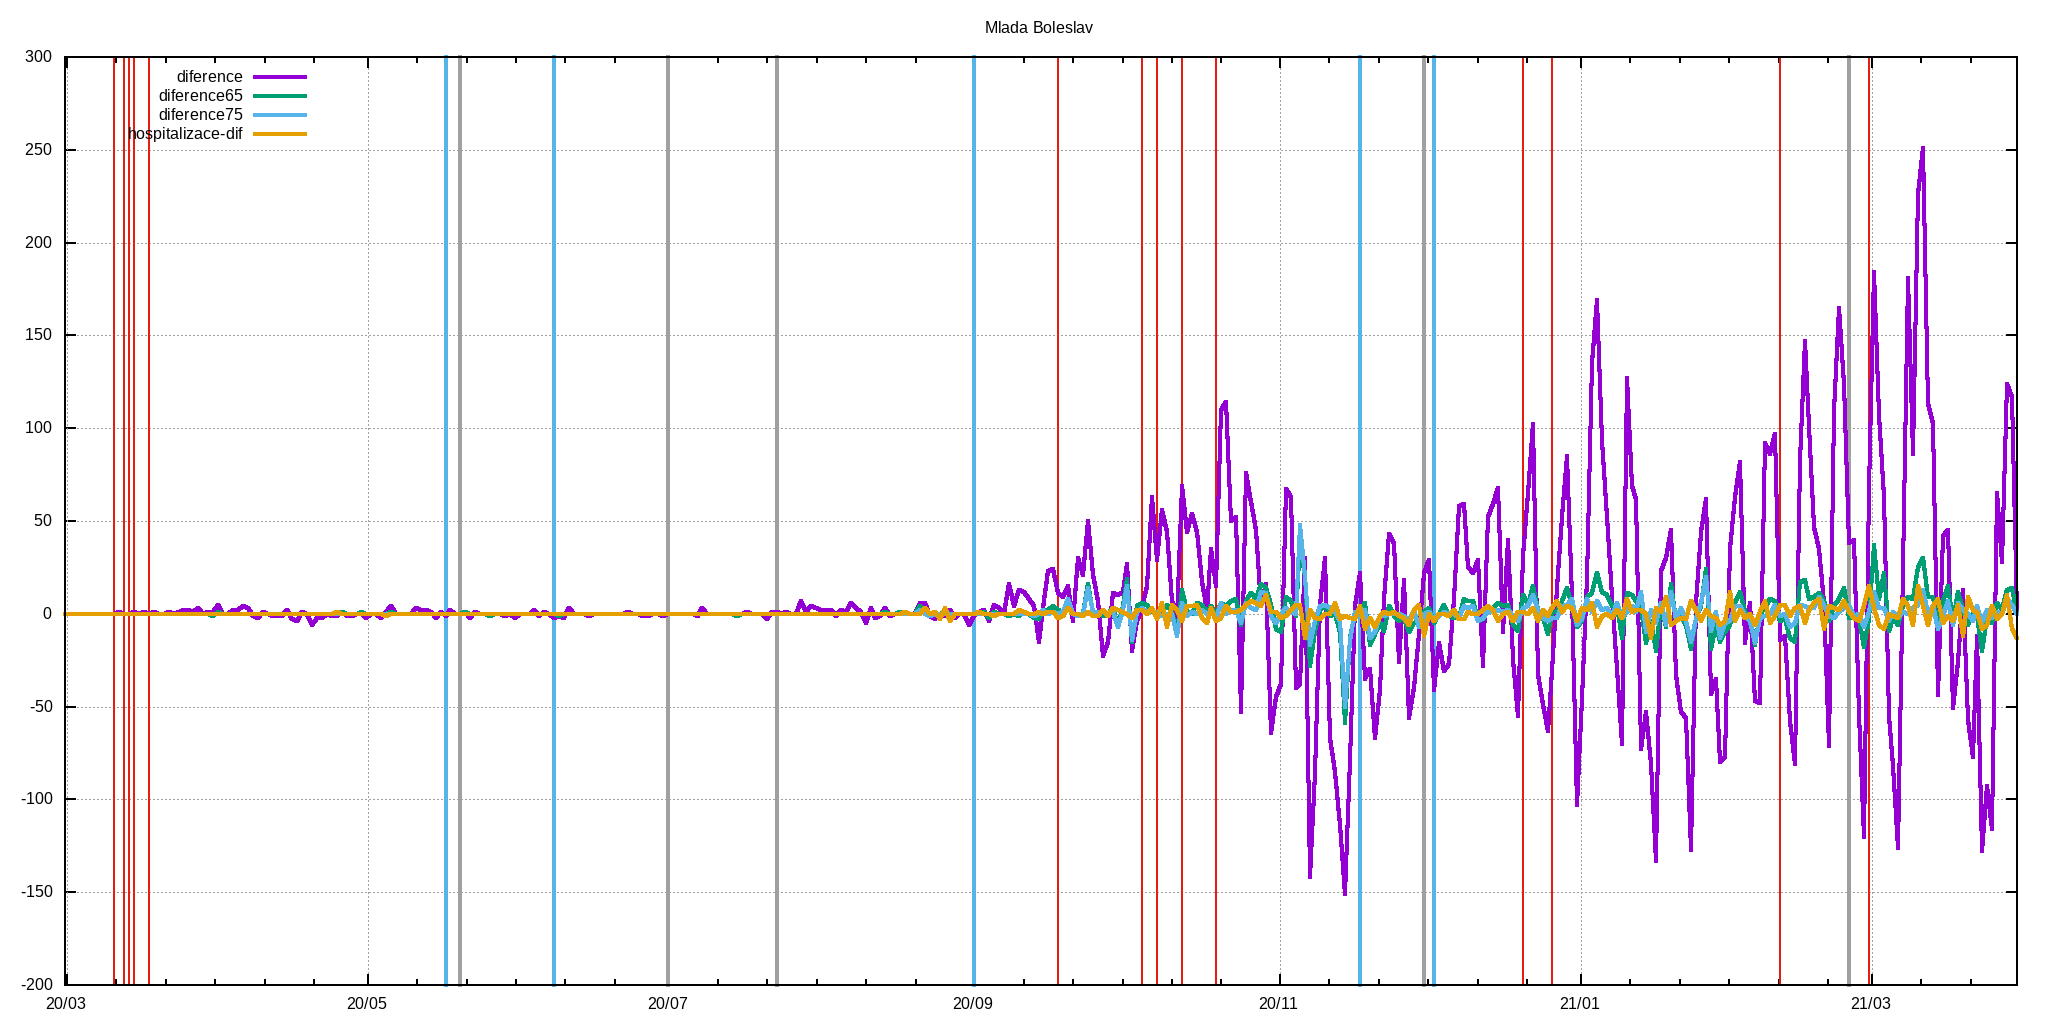 Mlada Boleslav
300
diference
diference65
diference75
hospitalizace-dif
250
200
150
100
50
0
-50
-100
-150
-200
20/03 20/05 20/07 20/09 20/11 21/01 21/03